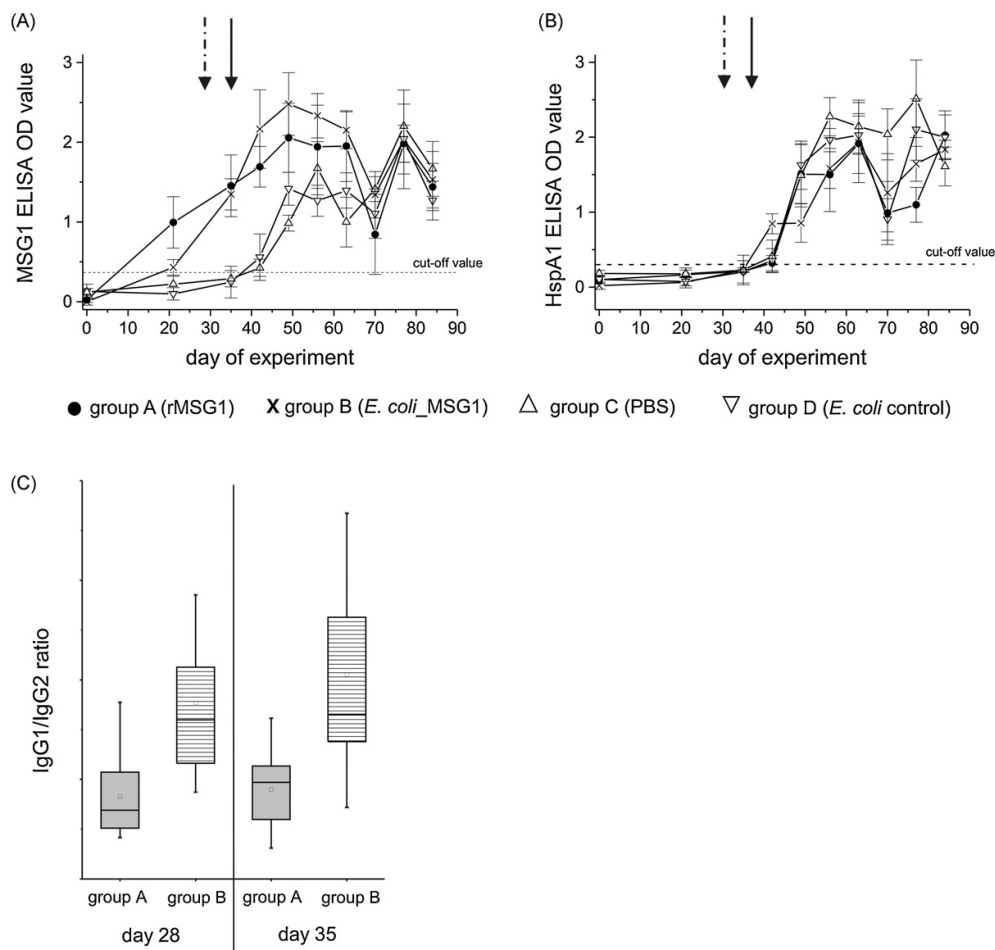 (A)
MSG1 ELISA OD value
3
2
1
0
0 10 20 30 40 50 60 70 80 90
cut-off value
day of experiment
(B)
HspA1 ELISA OD value
3
2
1
0
0 10 20 30 40 50 60 70 80 90
cut-off value
day of experiment
group A (rMSG1)
X group B (E. coli_MSG1)
group C (PBS)
group D (E. coli control)
(C)
IgG1/IgG2 ratio
group A group B group A group B
day 28 day 35